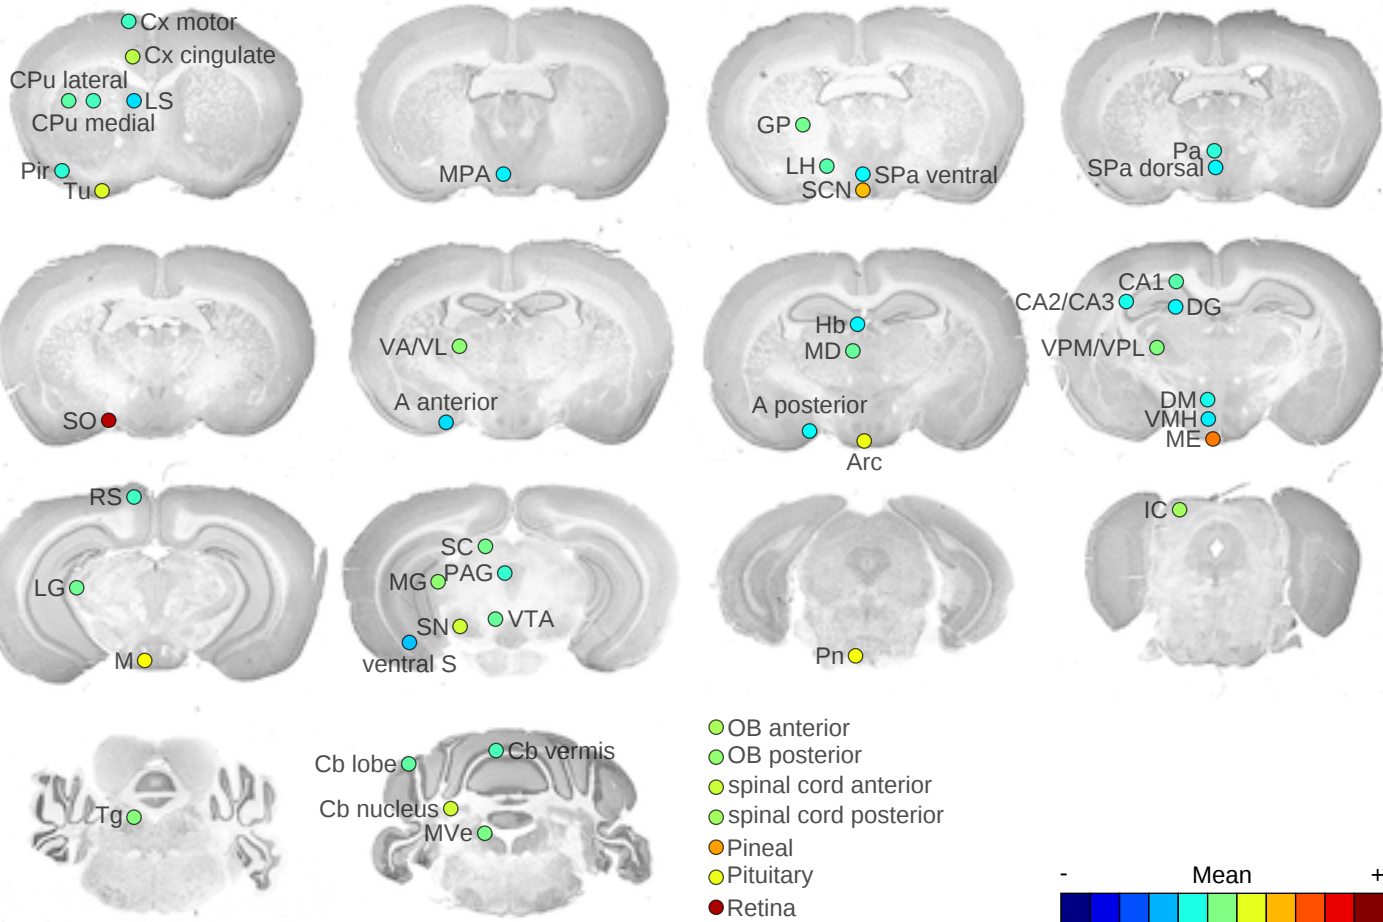 Cx motor
Cx cingulate
CPu lateral
LS
CPu medial
Pir
Tu
MPA
GP
LH
SPa ventral
SCN
Pa
SPa dorsal
SO
VA/VL
A anterior
Hb
MD
A posterior
Arc
CA1
CA2/CA3
DG
VPM/VPL
DM
VMH
ME
RS
LG
M
SC
PAG
MG
VTA
SN
ventral S
Pn
IC
Tg
Cb lobe
Cb vermis
Cb nucleus
MVe
OB anterior
OB posterior
spinal cord anterior
spinal cord posterior
Pineal
Pituitary
Retina
- Mean +